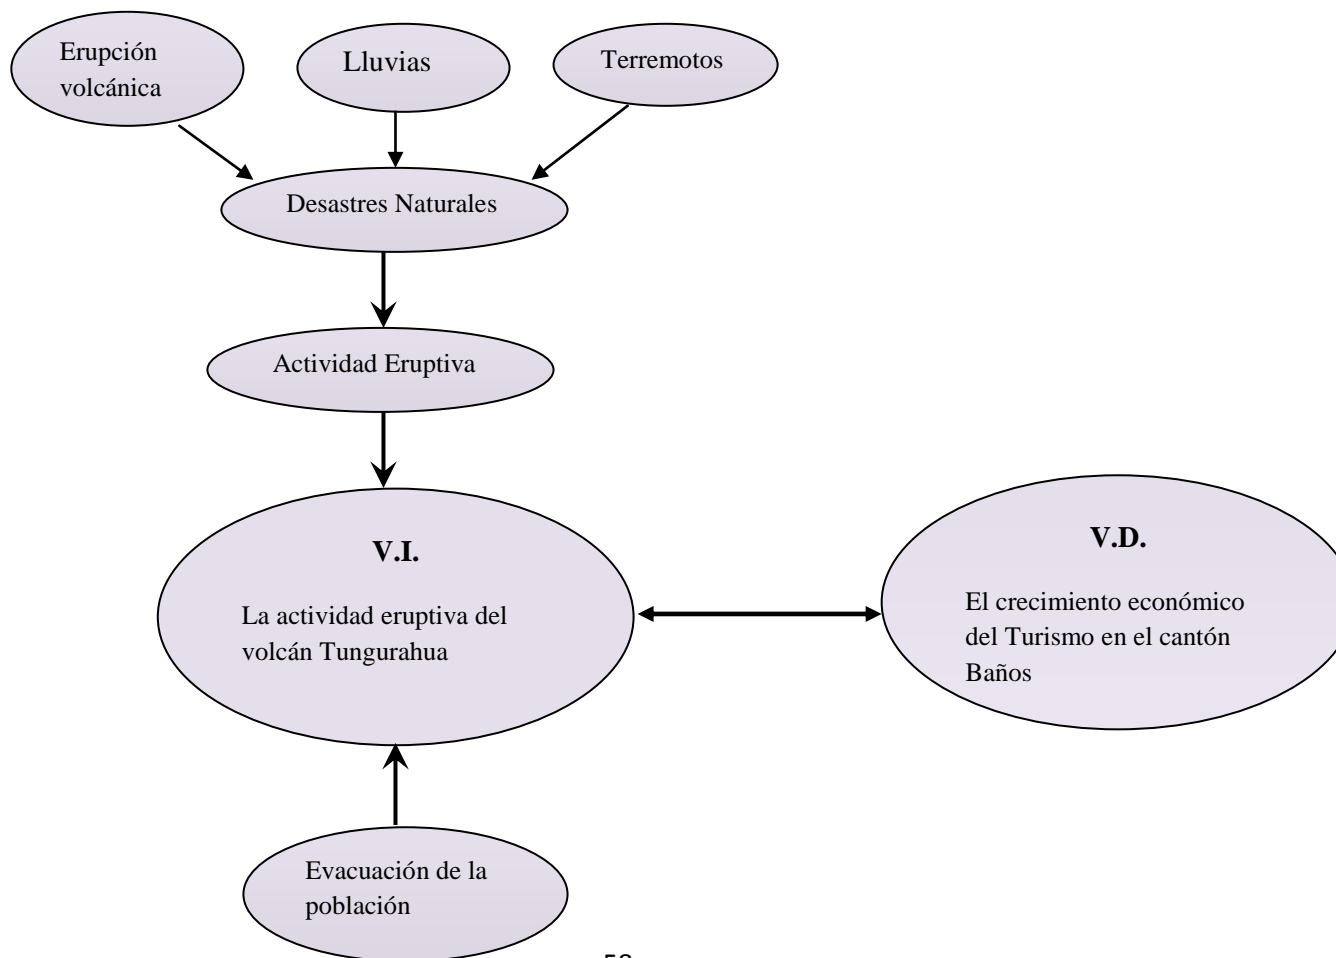 Erupción
volcánica
Lluvias
Terremotos
Desastres Naturales
Actividad Eruptiva
V.I.
La actividad eruptiva del
volcán Tungurahua
V.D.
El crecimiento económico
del Turismo en el cantón
Baños
Evacuación de la
población